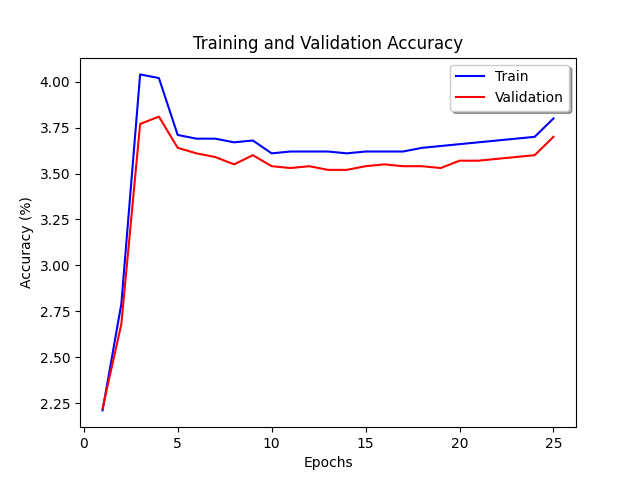 Training and Validation Accuracy
Train
Validation
4.00
3.75
3.50
3.25
3.00
2.75
2.50
2.25
Accuracy (%)
0 5 10 15 20 25
Epochs